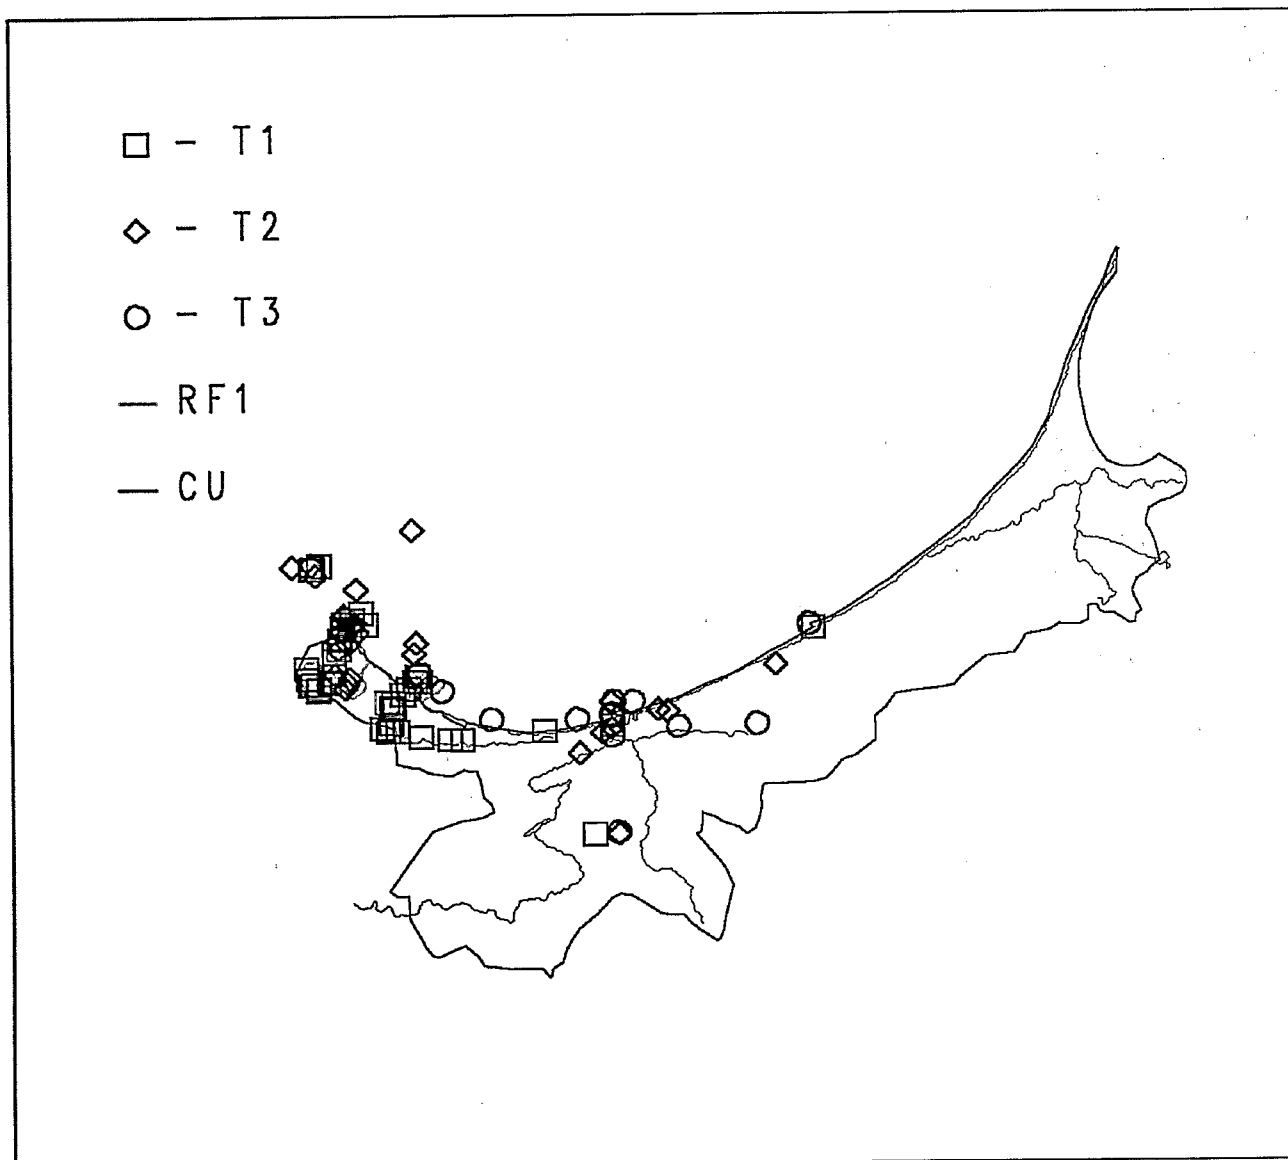 □ - T1
◇ - T2
○ - T3
— RF1
— CU